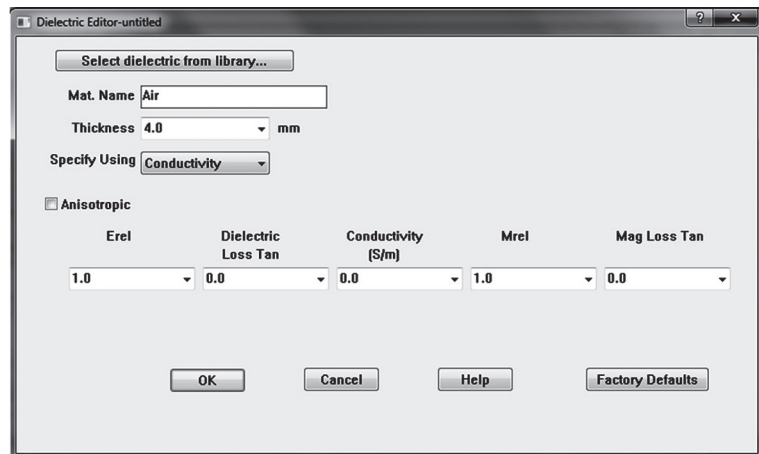 Dielectric Editor-untitled
? X
Select dielectric from library...
Mat. Name Air
Thickness 4.0 mm
Specify Using Conductivity
Anisotropic
Erel Dielectric Loss Tan Conductivity (S/m) Mrel Mag Loss Tan
1.0 0.0 0.0 1.0 0.0
OK Cancel Help Factory Defaults